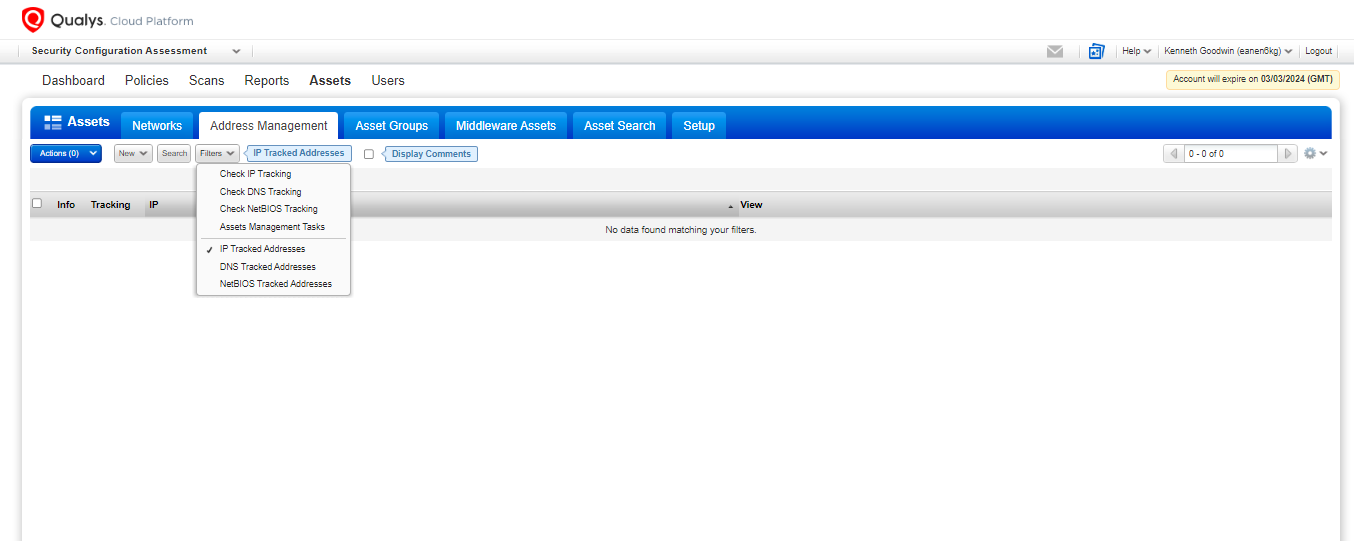 Qualys. Cloud Platform
Security Configuration Assessment
Help
Kenneth Goodwin (eanen6kg)
Logout
Dashboard Policies Scans Reports Assets Users
Account will expire on 03/03/2024 (GMT)
Assets Networks Address Management Asset Groups Middleware Assets Asset Search Setup
Actions (0) New Search Filters IP Tracked Addresses Display Comments 0 - 0 of 0
Check IP Tracking
Check DNS Tracking
Check NetBIOS Tracking
Assets Management Tasks
IP Tracked Addresses
DNS Tracked Addresses
NetBIOS Tracked Addresses
Info Tracking IP View
No data found matching your filters.